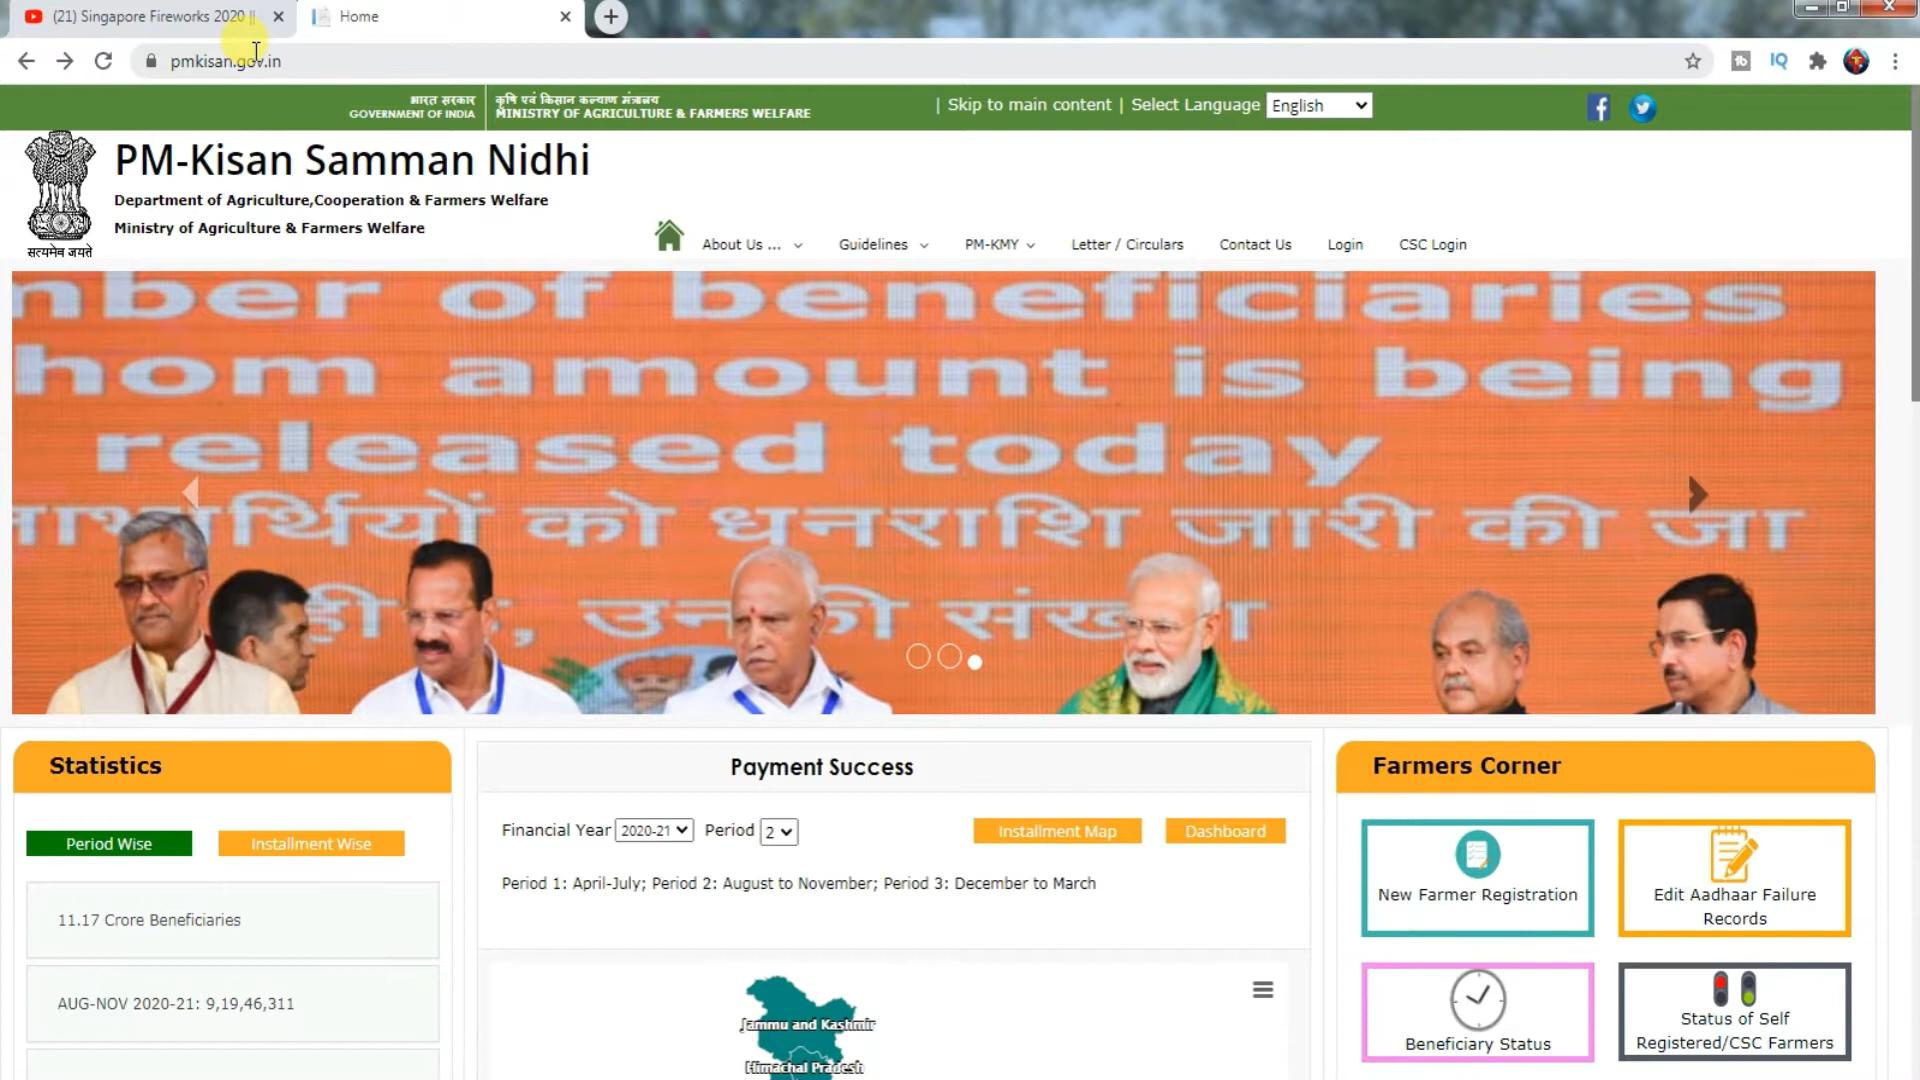 (21) Singapore Fireworks 2020 ||
Home
pmkisan.gov.in
भारत सरकार
GOVERNMENT OF INDIA
कृषि एवं किसान कल्याण मंत्रालय
MINISTRY OF AGRICULTURE & FARMERS WELFARE
| Skip to main content | Select Language English
सत्यमेव जयते
PM-Kisan Samman Nidhi
Department of Agriculture,Cooperation & Farmers Welfare
Ministry of Agriculture & Farmers Welfare
About Us ... Guidelines PM-KMY Letter / Circulars Contact Us Login CSC Login
nber of beneficiaries
hom amount is being
released today
को धनराशि जारी की जा
Statistics
Period Wise Installment Wise
11.17 Crore Beneficiaries
AUG-NOV 2020-21: 9,19,46,311
Payment Success
Financial Year 2020-21 Period 2 Installment Map Dashboard
Period 1: April-July; Period 2: August to November; Period 3: December to March
Jammu and Kashmir
Himachal Pradesh
Farmers Corner
New Farmer Registration
Edit Aadhaar Failure
Records
Beneficiary Status
Status of Self
Registered/CSC Farmers